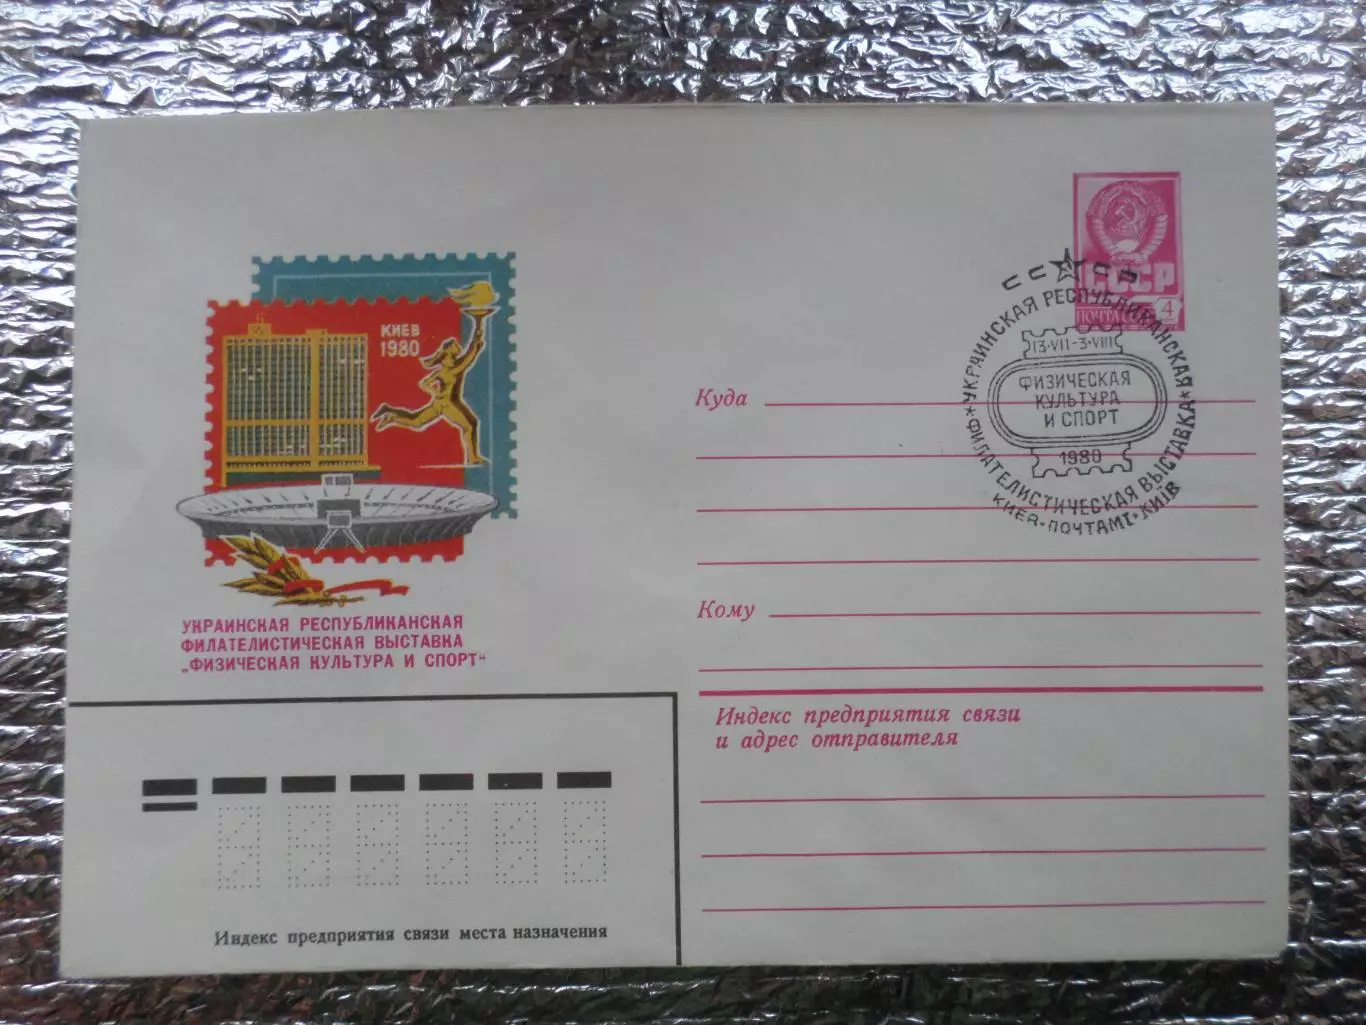 СССР
ПОЧТА СССР 4
СССР
УКРАИНСКАЯ РЕСПУБЛИКАНСКАЯ
ФИЛАТЕЛИСТИЧЕСКАЯ ВЫСТАВКА
13·VII-3·VIII
ФИЗИЧЕСКАЯ
КУЛЬТУРА
И СПОРТ
1980
КИЕВ·ПОЧТАМТ·КИЇВ
КИЕВ
1980
УКРАИНСКАЯ РЕСПУБЛИКАНСКАЯ
ФИЛАТЕЛИСТИЧЕСКАЯ ВЫСТАВКА
„ФИЗИЧЕСКАЯ КУЛЬТУРА И СПОРТ"
Куда
Кому
Индекс предприятия связи
и адрес отправителя
Индекс предприятия связи места назначения